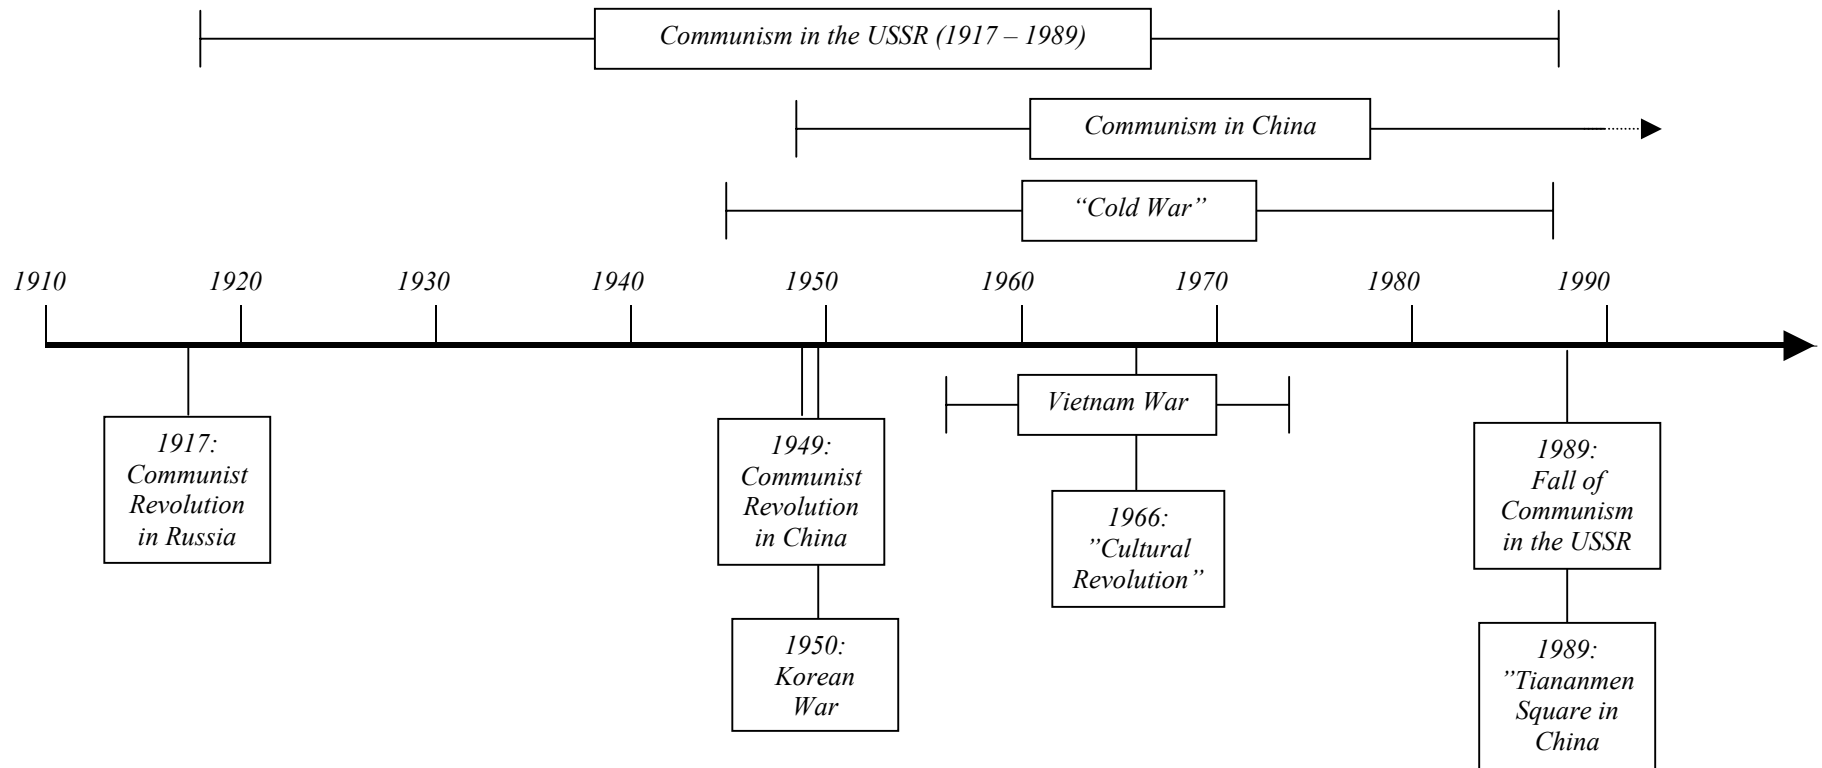 Communism in the USSR (1917 – 1989)
Communism in China
“Cold War”
1910 1920 1930 1940 1950 1960 1970 1980 1990
1917:
Communist
Revolution
in Russia
1949:
Communist
Revolution
in China
1950:
Korean
War
Vietnam War
1966:
”Cultural
Revolution”
1989:
Fall of
Communism
in the USSR
1989:
”Tiananmen
Square in
China